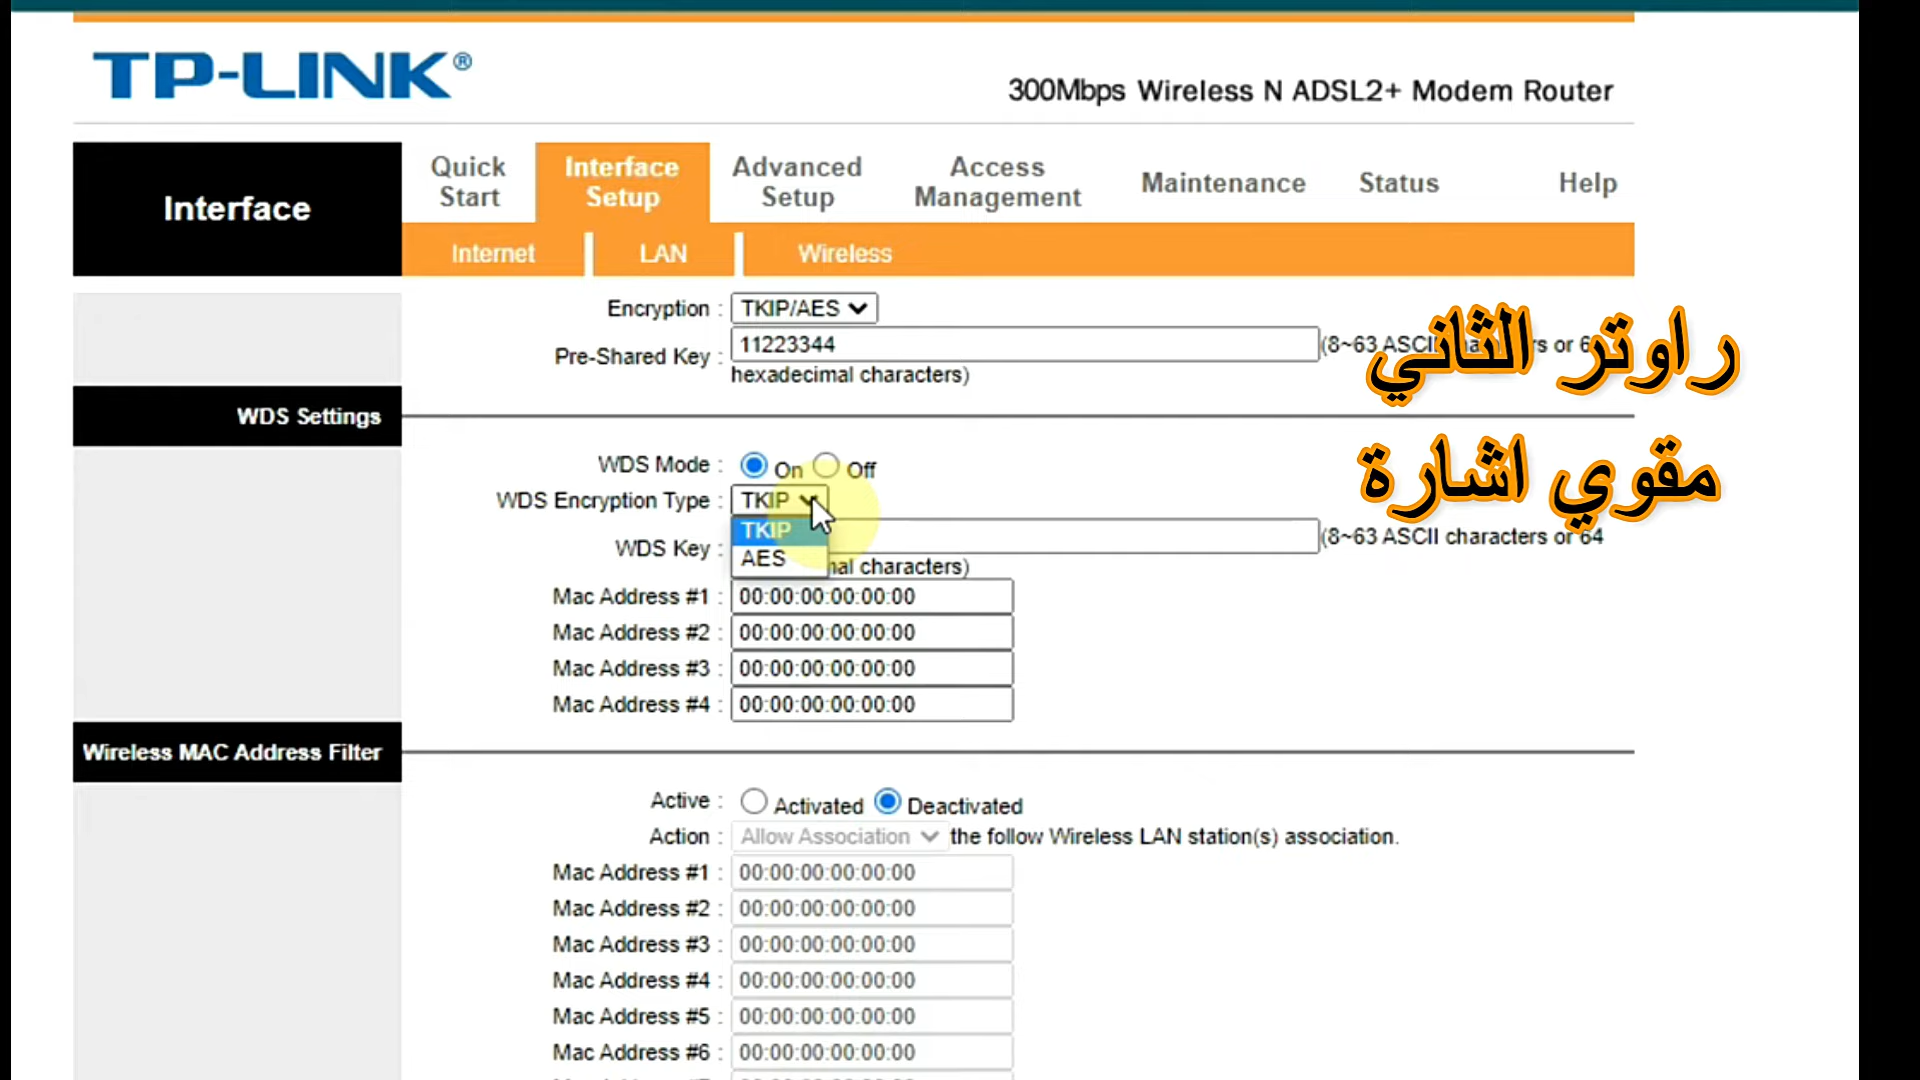 TP-LINK®
300Mbps Wireless N ADSL2+ Modem Router
Interface
Quick Start
Interface Setup
Advanced Setup
Access Management
Maintenance
Status
Help
Internet
LAN
Wireless
Encryption : TKIP/AES
Pre-Shared Key : 11223344 (8~63 ASCII or 6
hexadecimal characters)
راوتر الثاني
مقوي اشارة
WDS Settings
WDS Mode : On Off
WDS Encryption Type : TKIP
TKIP
AES
WDS Key : (8~63 ASCII characters or 64
characters)
Mac Address #1 : 00:00:00:00:00:00
Mac Address #2 : 00:00:00:00:00:00
Mac Address #3 : 00:00:00:00:00:00
Mac Address #4 : 00:00:00:00:00:00
Wireless MAC Address Filter
Active : Activated Deactivated
Action : Allow Association the follow Wireless LAN station(s) association.
Mac Address #1 : 00:00:00:00:00:00
Mac Address #2 : 00:00:00:00:00:00
Mac Address #3 : 00:00:00:00:00:00
Mac Address #4 : 00:00:00:00:00:00
Mac Address #5 : 00:00:00:00:00:00
Mac Address #6 : 00:00:00:00:00:00